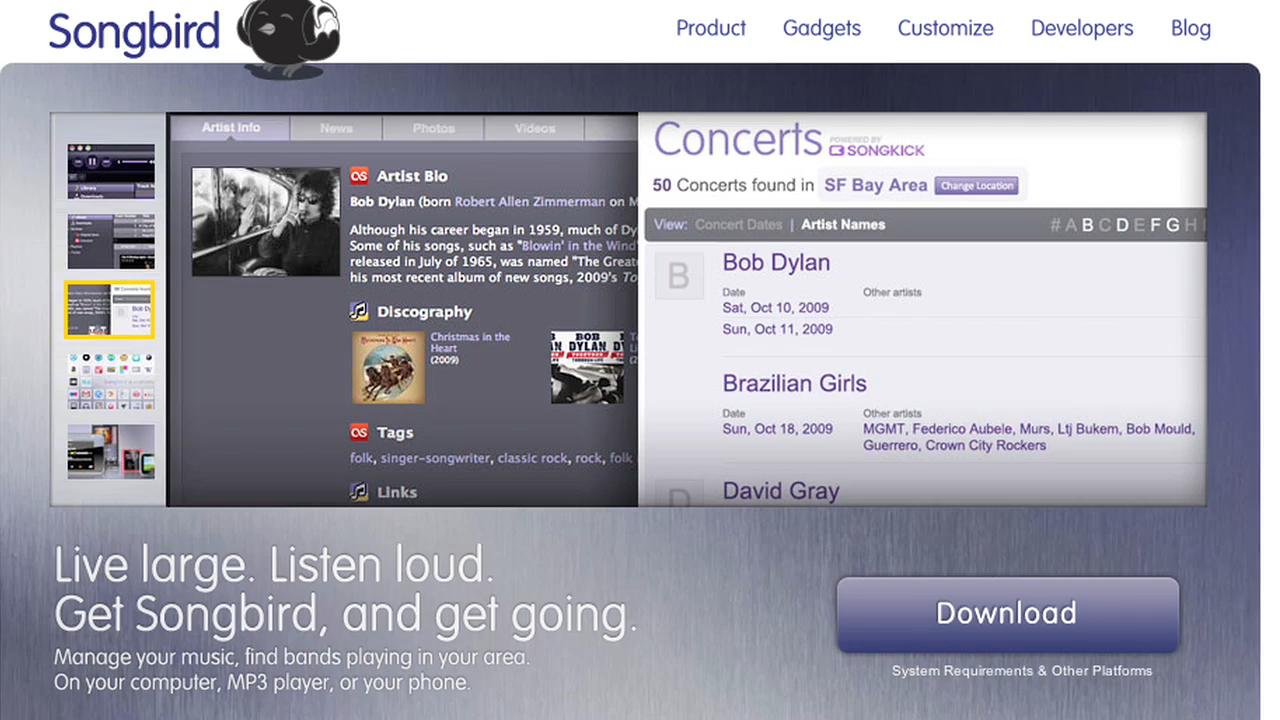 Songbird
Product Gadgets Customize Developers Blog
Artist Info News Photos Videos
Artist Bio
Bob Dylan (born Robert Allen Zimmerman on M
Although his career began in 1959, much of Dy
Some of his songs, such as "Blowin' in the Wind"
released in July of 1965, was named "The Greate
his most recent album of new songs, 2009's To
Discography
Christmas in the
Heart
(2009)
BOB
DYLAN
Tags
folk, singer-songwriter, classic rock, rock, folk
Links
Concerts POWERED BY
SONGKICK
50 Concerts found in SF Bay Area Change Location
View: Concert Dates | Artist Names # A B C D E F G H
B
Bob Dylan
Date Other artists
Sat, Oct 10, 2009
Sun, Oct 11, 2009
Brazilian Girls
Date Other artists
Sun, Oct 18, 2009 MGMT, Federico Aubele, Murs, Ltj Bukem, Bob Mould,
Guerrero, Crown City Rockers
D
David Gray
Live large. Listen loud.
Get Songbird, and get going.
Manage your music, find bands playing in your area.
On your computer, MP3 player, or your phone.
Download
System Requirements & Other Platforms